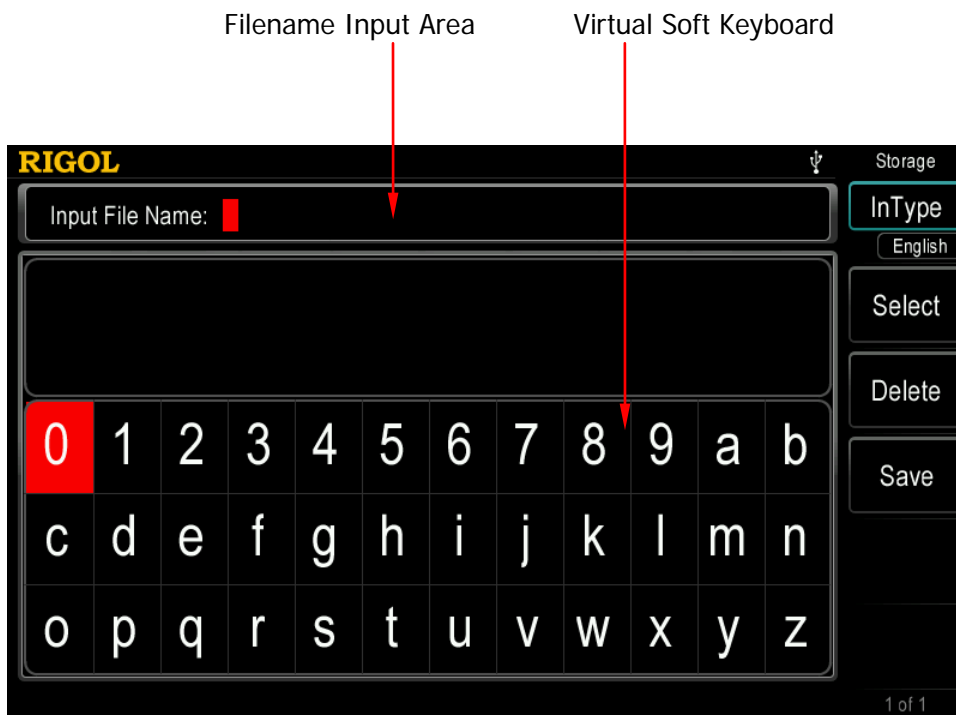 Filename Input Area
Virtual Soft Keyboard
RIGOL
Storage
Input File Name:
InType
English
Select
Delete
Save
0 1 2 3 4 5 6 7 8 9 a b
c d e f g h i j k l m n
o p q r s t u v w x y z
1 of 1